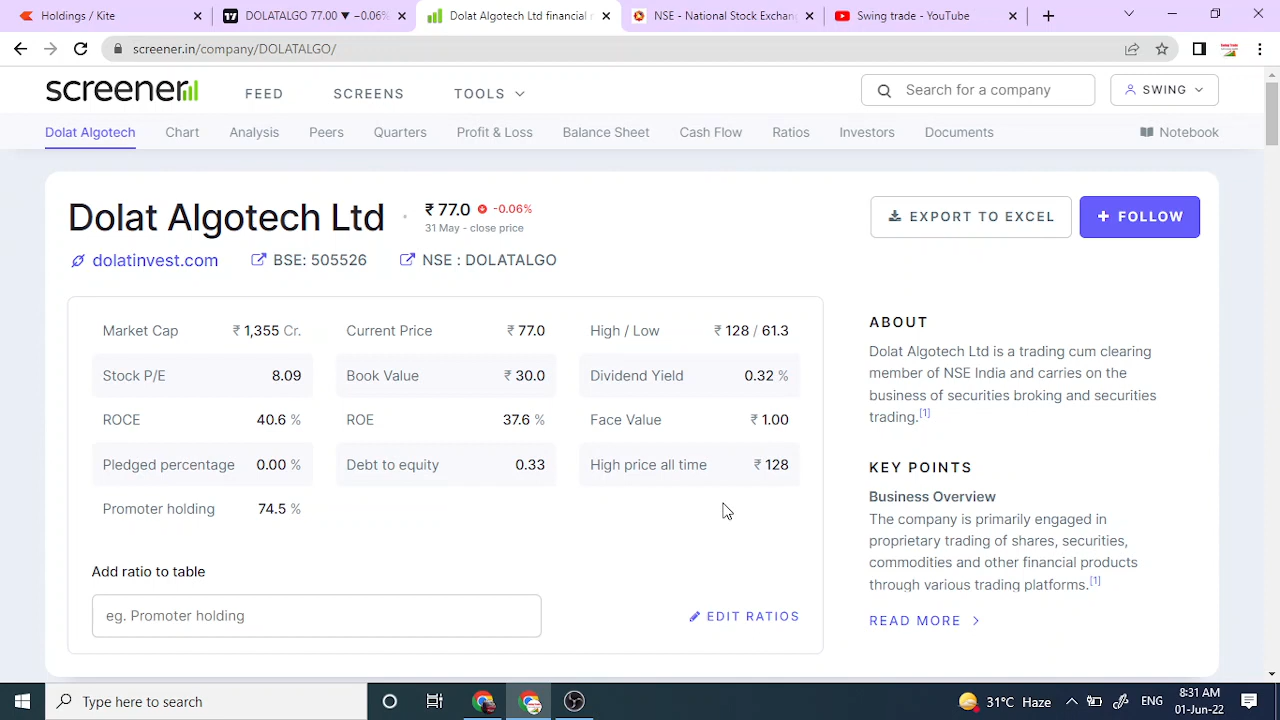 Holdings / Kite
DOLATALGO 77.00 ▼ −0.06%
Dolat Algotech Ltd financial r
NSE - National Stock Exchan
Swing trade - YouTube
screener.in/company/DOLATALGO/
screener
FEED
SCREENS
TOOLS
Search for a company
SWING
Dolat Algotech
Chart
Analysis
Peers
Quarters
Profit & Loss
Balance Sheet
Cash Flow
Ratios
Investors
Documents
Notebook
Dolat Algotech Ltd
₹ 77.0 -0.06%
31 May - close price
EXPORT TO EXCEL
+ FOLLOW
dolatinvest.com
BSE: 505526
NSE : DOLATALGO
Market Cap ₹ 1,355 Cr.
Current Price ₹ 77.0
High / Low ₹ 128 / 61.3
Stock P/E 8.09
Book Value ₹ 30.0
Dividend Yield 0.32 %
ROCE 40.6 %
ROE 37.6 %
Face Value ₹ 1.00
Pledged percentage 0.00 %
Debt to equity 0.33
High price all time ₹ 128
Promoter holding 74.5 %
Add ratio to table
eg. Promoter holding
EDIT RATIOS
ABOUT
Dolat Algotech Ltd is a trading cum clearing
member of NSE India and carries on the
business of securities broking and securities
trading.[1]
KEY POINTS
Business Overview
The company is primarily engaged in
proprietary trading of shares, securities,
commodities and other financial products
through various trading platforms.[1]
READ MORE >
Type here to search
31°C Haze
ENG
8:31 AM
01-Jun-22